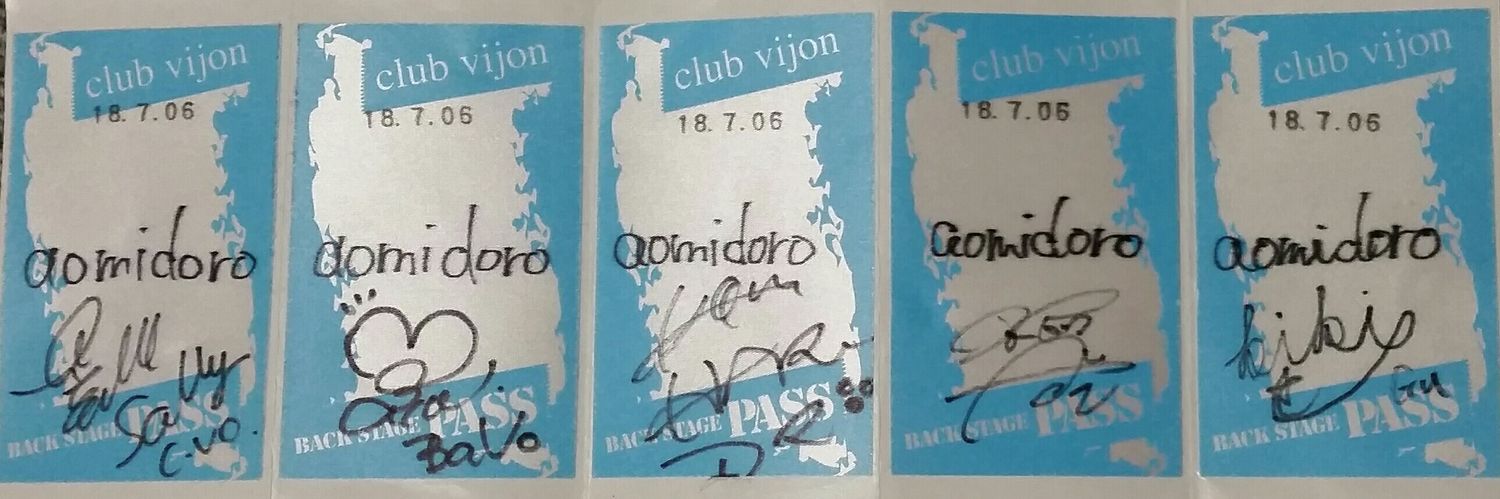 club vijon
18.7.06
aomidoro
Sally
C.Vo.
BACK STAGE PASS
club vijon
18.7.06
aomidoro
Ba.Vo
BACK STAGE PASS
club vijon
18.7.06
aomidoro
BACK STAGE PASS
club vijon
18.7.06
aomidoro
BACK STAGE PASS
club vijon
18.7.06
aomidoro
kiki
BACK STAGE PASS